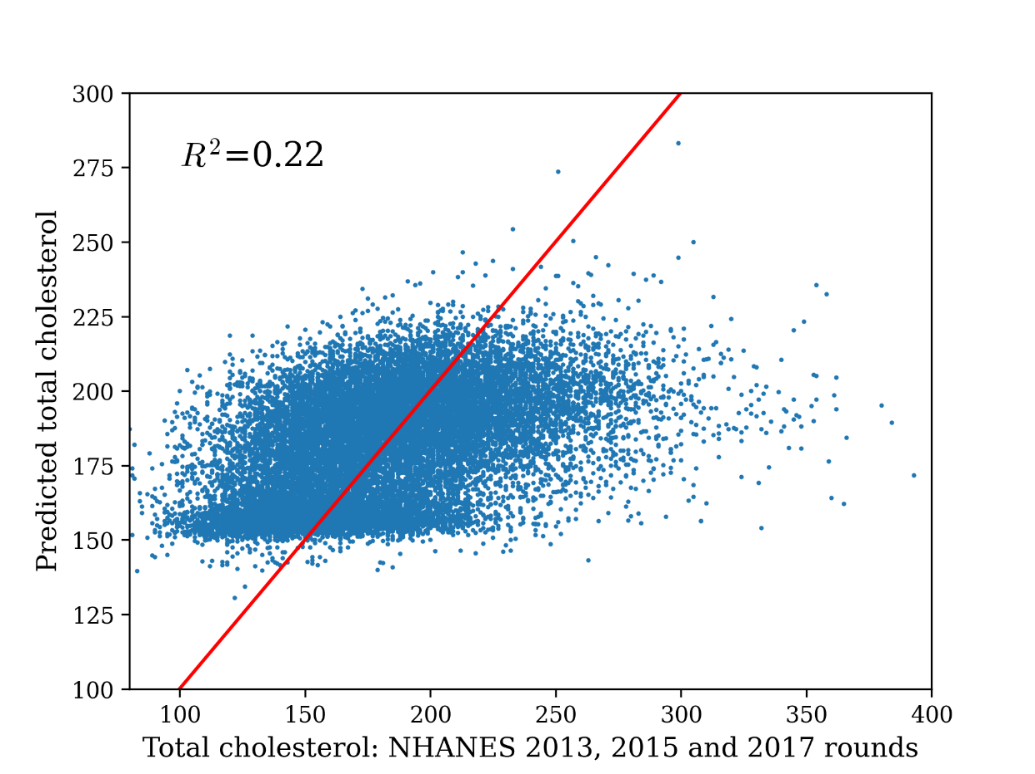 300
275
250
225
200
175
150
125
100
Predicted total cholesterol
R²=0.22
100 150 200 250 300 350 400
Total cholesterol: NHANES 2013, 2015 and 2017 rounds